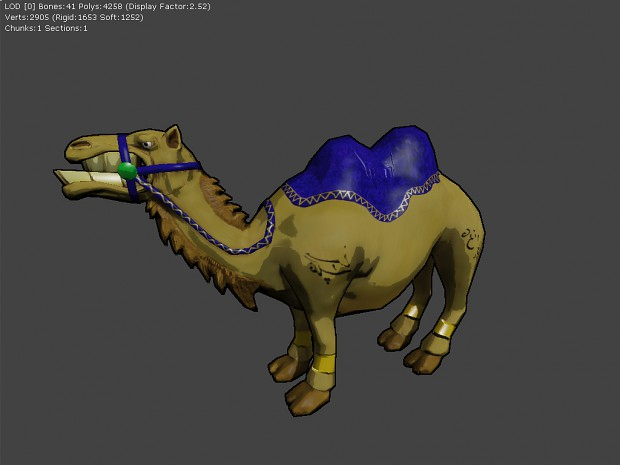 LOD [0] Bones:41 Polys:4258 (Display Factor:2.52)
Verts:2905 (Rigid:1653 Soft:1252)
Chunks:1 Sections:1